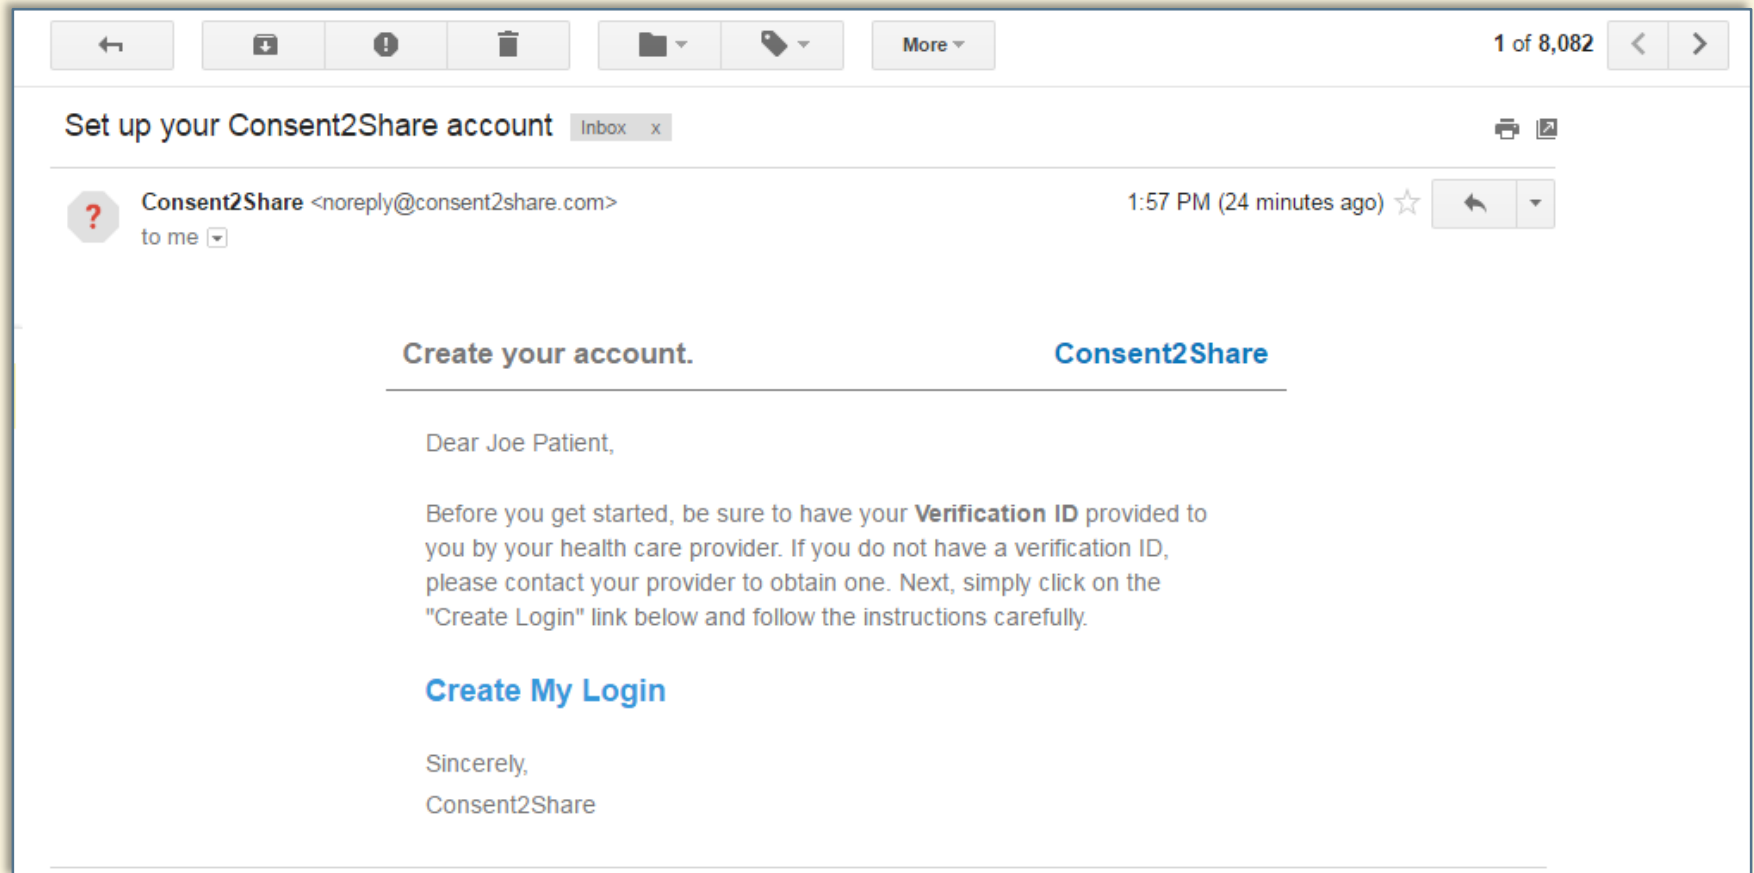 More
1 of 8,082
Set up your Consent2Share account Inbox x
Consent2Share <noreply@consent2share.com>
1:57 PM (24 minutes ago)
to me
Create your account.
Consent2Share
Dear Joe Patient,
Before you get started, be sure to have your Verification ID provided to
you by your health care provider. If you do not have a verification ID,
please contact your provider to obtain one. Next, simply click on the
"Create Login" link below and follow the instructions carefully.
Create My Login
Sincerely,
Consent2Share